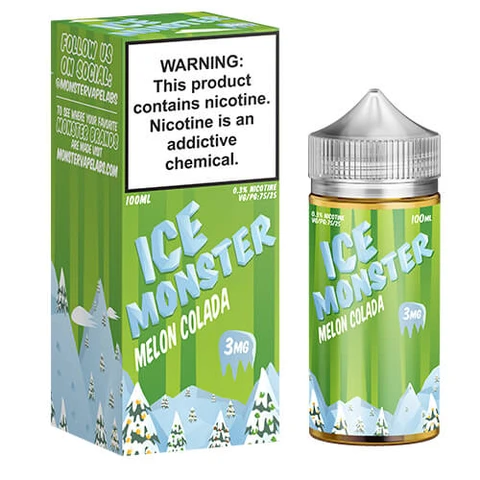 FOLLOW US
ON SOCIAL:
@MONSTERVAPELABS
TO SEE WHERE YOUR FAVORITE
MONSTER BRANDS
ARE MADE VISIT
MONSTERVAPELABS.COM
WARNING:
This product
contains nicotine.
Nicotine is an
addictive
chemical.
100ML
0.3% NICOTINE
VG/PG:75/25
ICE
MONSTER
MELON COLADA
3MG
0.3% NICOTINE
VG/PG:75/25
100ML
ICE
MONSTER
MELON COLADA
3MG